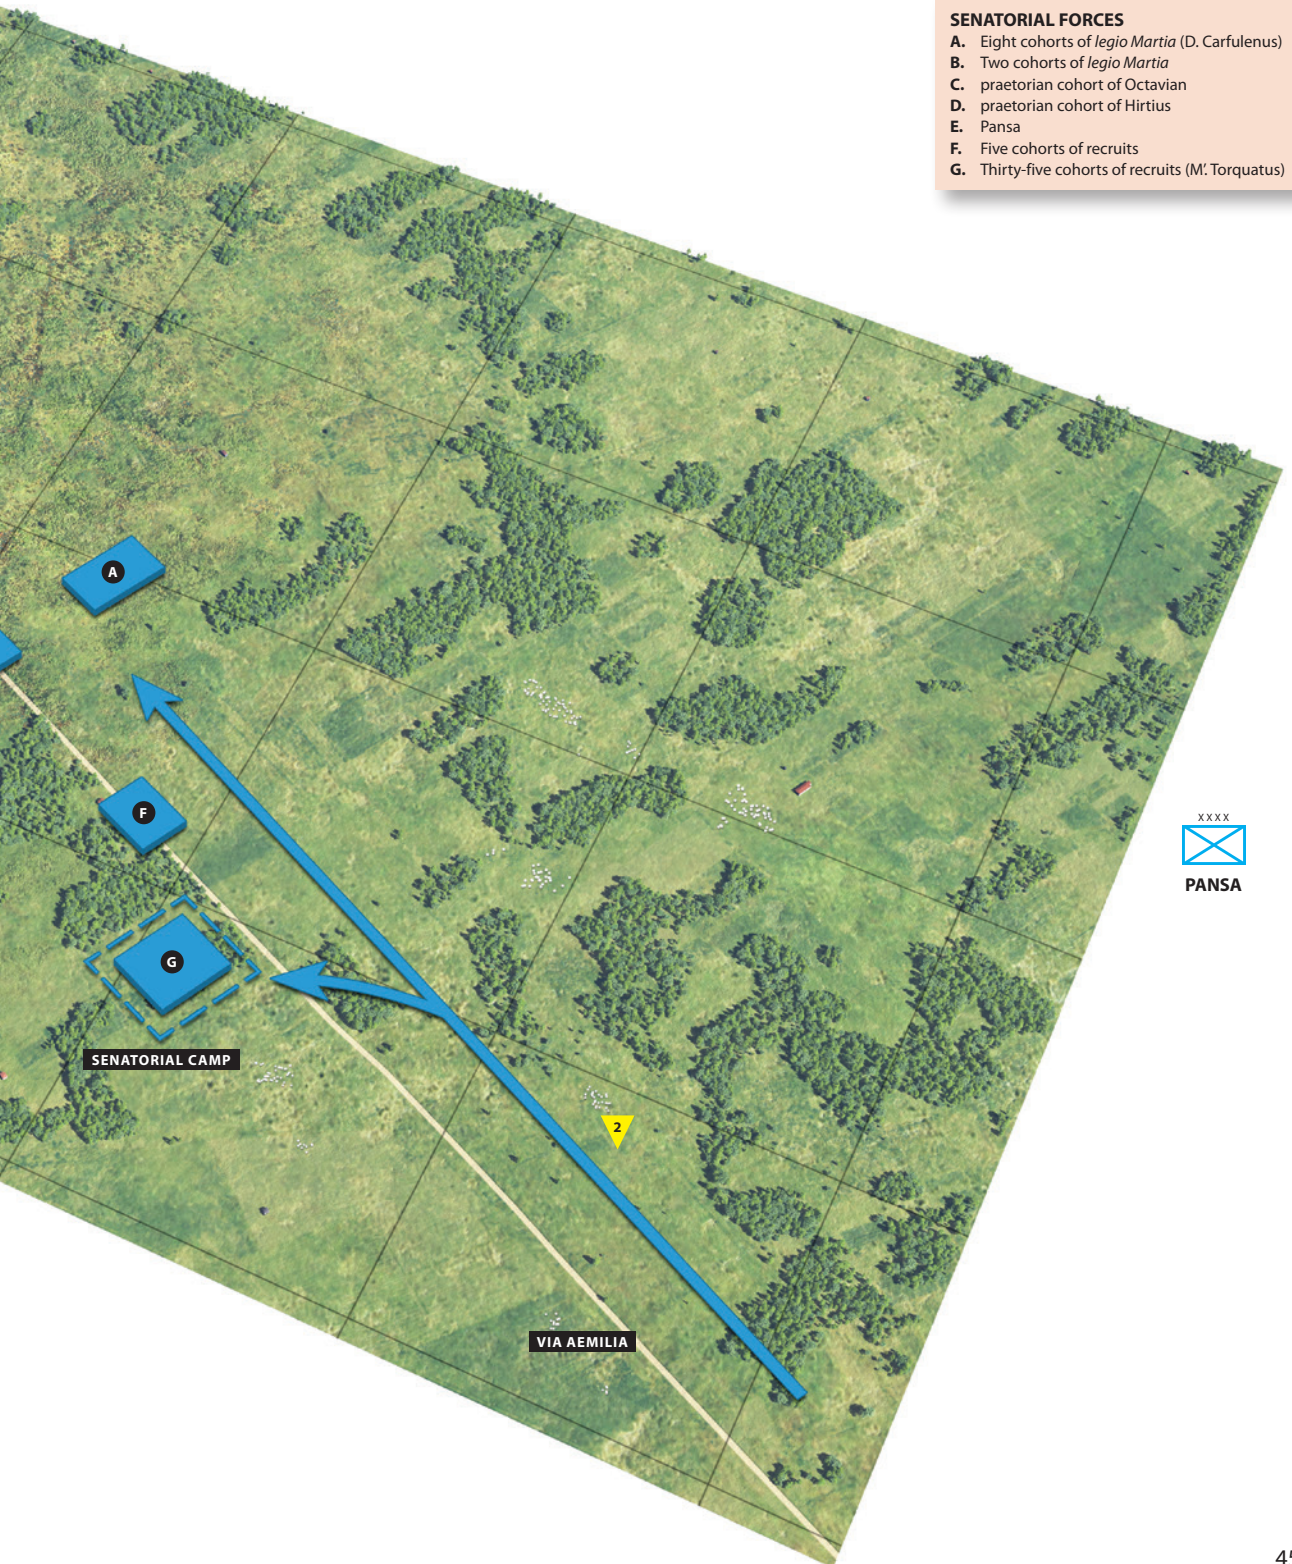 SENATORIAL FORCES
A. Eight cohorts of legio Martia (D. Carfulenus)
B. Two cohorts of legio Martia
C. praetorian cohort of Octavian
D. praetorian cohort of Hirtius
E. Pansa
F. Five cohorts of recruits
G. Thirty-five cohorts of recruits (M’. Torquatus)
A
F
xxxx
PANSA
G
SENATORIAL CAMP
2
VIA AEMILIA
45